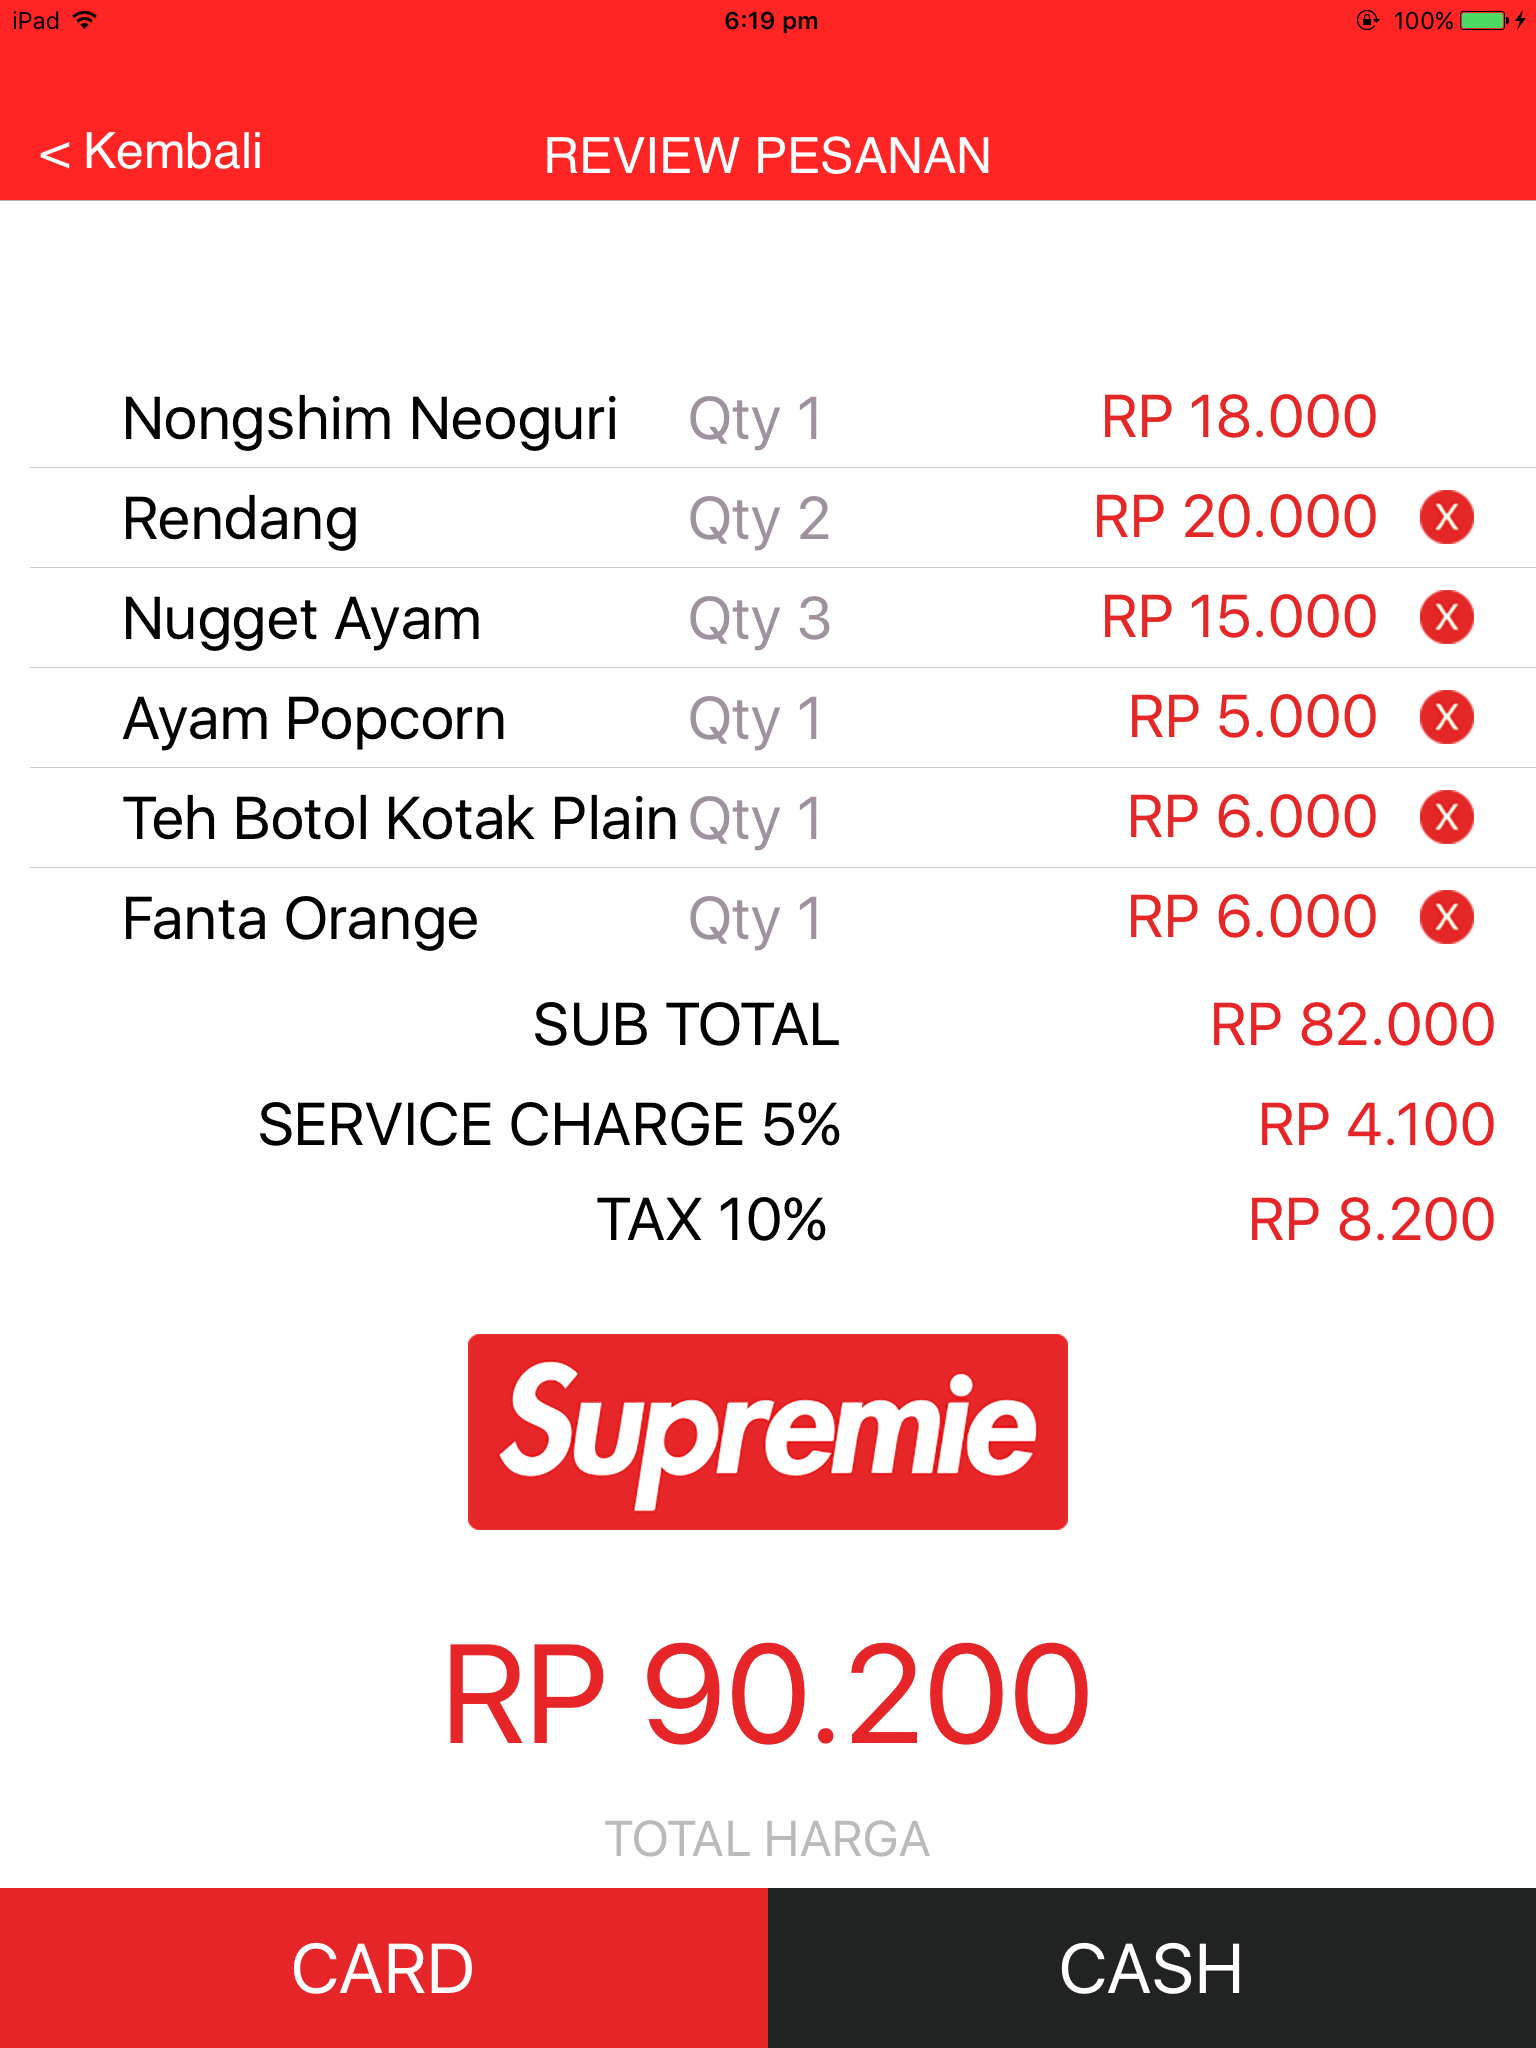 iPad 6:19 pm 100%
< Kembali REVIEW PESANAN
Nongshim Neoguri Qty 1 RP 18.000
Rendang Qty 2 RP 20.000 X
Nugget Ayam Qty 3 RP 15.000 X
Ayam Popcorn Qty 1 RP 5.000 X
Teh Botol Kotak Plain Qty 1 RP 6.000 X
Fanta Orange Qty 1 RP 6.000 X
SUB TOTAL RP 82.000
SERVICE CHARGE 5% RP 4.100
TAX 10% RP 8.200
Supremie
RP 90.200
TOTAL HARGA
CARD CASH